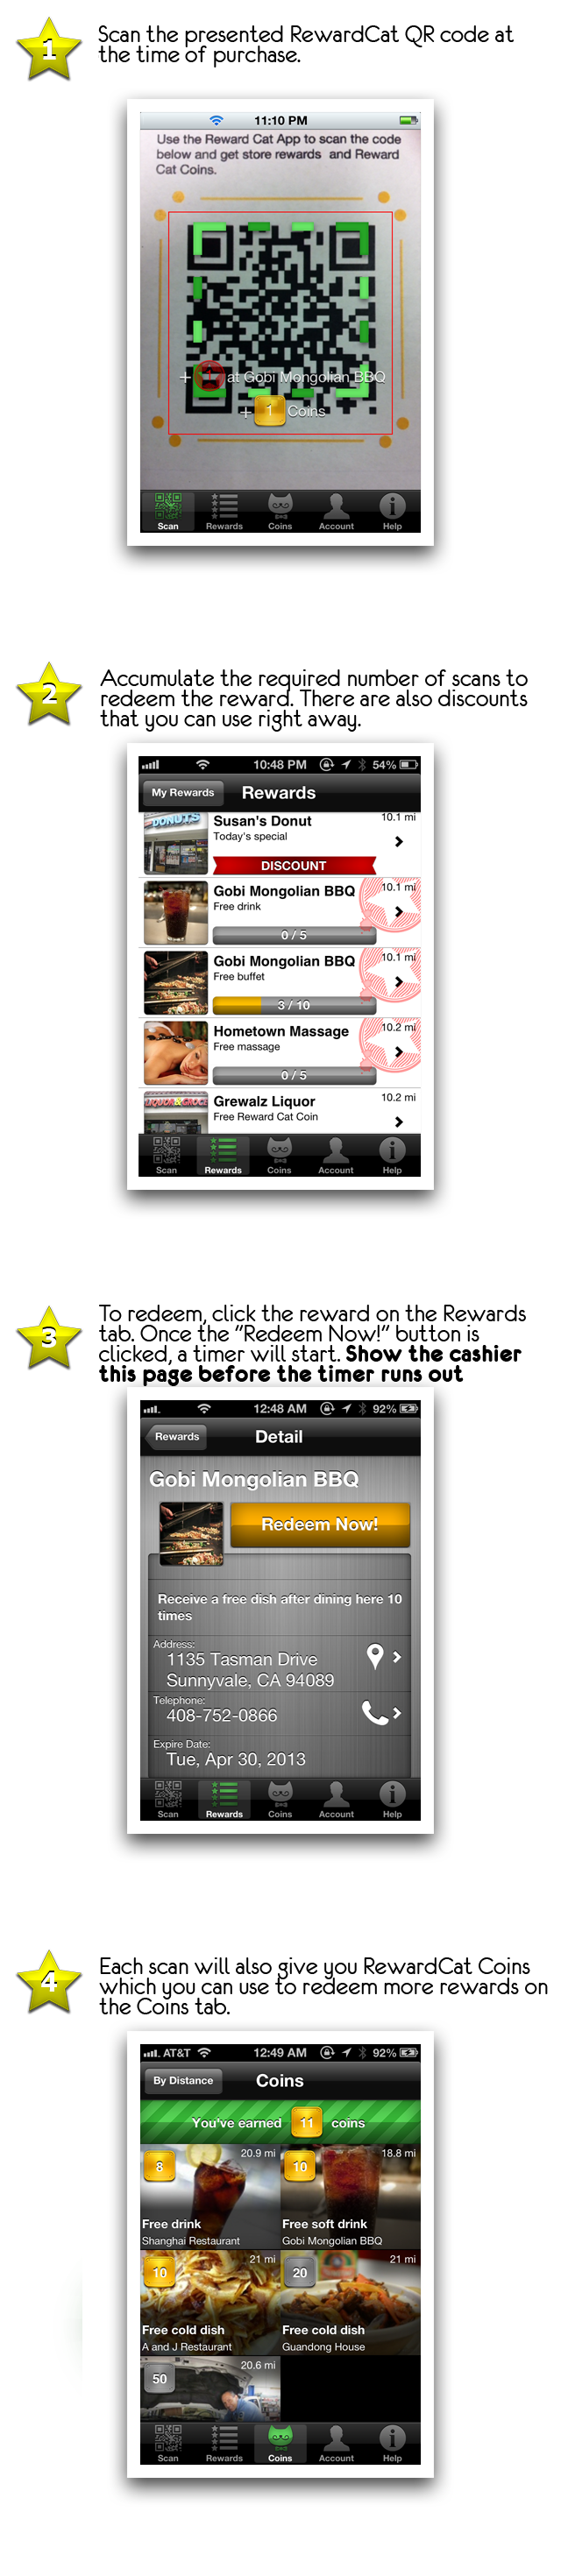 1
Scan the presented RewardCat QR code at
the time of purchase.
11:10 PM
Use the Reward Cat App to scan the code
below and get store rewards and Reward
Cat Coins.
+ 1 at Gobi Mongolian BBQ
+ 1 Coins
Scan Rewards Coins Account Help
2
Accumulate the required number of scans to
redeem the reward. There are also discounts
that you can use right away.
10:48 PM 54%
My Rewards Rewards
Susan's Donut 10.1 mi
Today's special
DISCOUNT
Gobi Mongolian BBQ 10.1 mi
Free drink
0 / 5
Gobi Mongolian BBQ 10.1 mi
Free buffet
3 / 10
Hometown Massage 10.2 mi
Free massage
0 / 5
Grewalz Liquor 10.2 mi
Free Reward Cat Coin
Scan Rewards Coins Account Help
3
To redeem, click the reward on the Rewards
tab. Once the "Redeem Now!" button is
clicked, a timer will start. Show the cashier
this page before the timer runs out
12:48 AM 92%
Rewards Detail
Gobi Mongolian BBQ
Redeem Now!
Receive a free dish after dining here 10
times
Address:
1135 Tasman Drive
Sunnyvale, CA 94089
Telephone:
408-752-0866
Expire Date:
Tue, Apr 30, 2013
Scan Rewards Coins Account Help
4
Each scan will also give you RewardCat Coins
which you can use to redeem more rewards on
the Coins tab.
AT&T 12:49 AM 92%
By Distance Coins
You've earned 11 coins
8 20.9 mi 10 18.8 mi
Free drink Free soft drink
Shanghai Restaurant Gobi Mongolian BBQ
10 21 mi 20 21 mi
Free cold dish Free cold dish
A and J Restaurant Guandong House
50 20.6 mi
Scan Rewards Coins Account Help